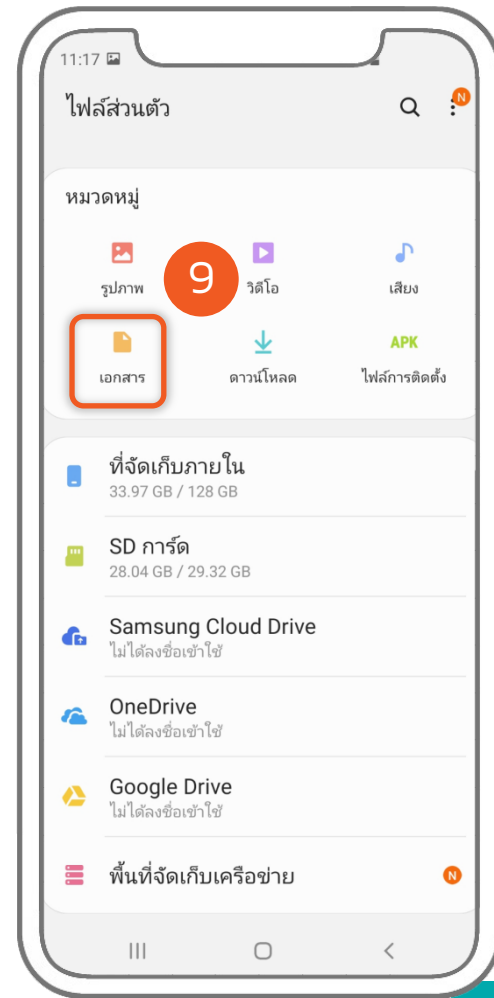 11:17
ไฟล์ส่วนตัว
N
หมวดหมู่
รูปภาพ
9
วิดีโอ
เสียง
APK
เอกสาร
ดาวน์โหลด
ไฟล์การติดตั้ง
ที่จัดเก็บภายใน
33.97 GB / 128 GB
SD การ์ด
28.04 GB / 29.32 GB
Samsung Cloud Drive
ไม่ได้ลงชื่อเข้าใช้
OneDrive
ไม่ได้ลงชื่อเข้าใช้
Google Drive
ไม่ได้ลงชื่อเข้าใช้
พื้นที่จัดเก็บเครือข่าย
N